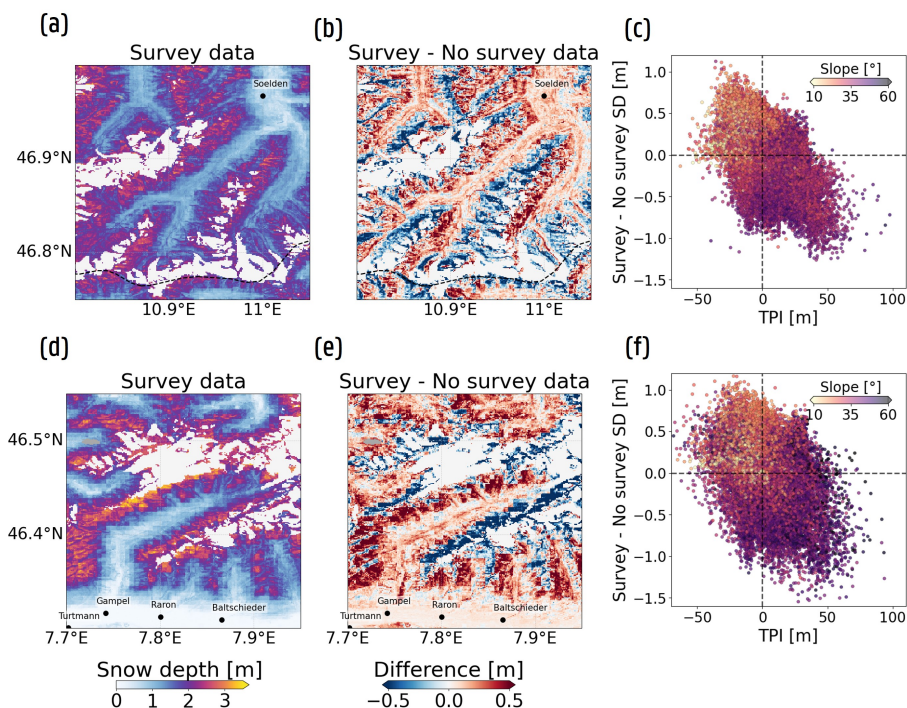 (a)
Survey data
Soelden
46.9°N
46.8°N
10.9°E
11°E
(b)
Survey - No survey data
Soelden
10.9°E
11°E
(c)
Survey - No survey SD [m]
1.0
0.5
0.0
−0.5
−1.0
−1.5
Slope [°]
10
35
60
−50
0
50
100
TPI [m]
(d)
Survey data
46.5°N
46.4°N
Gampel
Raron
Baltschieder
Turtmann
7.7°E
7.8°E
7.9°E
Snow depth [m]
0
1
2
3
(e)
Survey - No survey data
Gampel
Raron
Baltschieder
Turtmann
7.7°E
7.8°E
7.9°E
Difference [m]
−0.5
0.0
0.5
(f)
Survey - No survey SD [m]
1.0
0.5
0.0
−0.5
−1.0
−1.5
Slope [°]
10
35
60
−50
0
50
100
TPI [m]